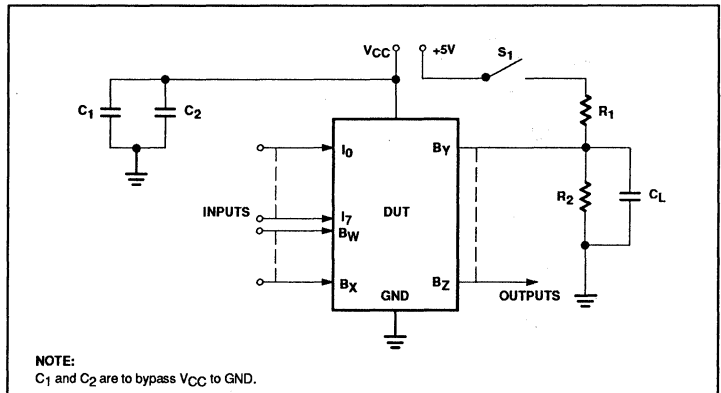 VCC +5V S1
C1 C2 R1
I0 BY
R2 CL
INPUTS I7 DUT
BW
BX BZ
GND OUTPUTS
NOTE:
C1 and C2 are to bypass VCC to GND.